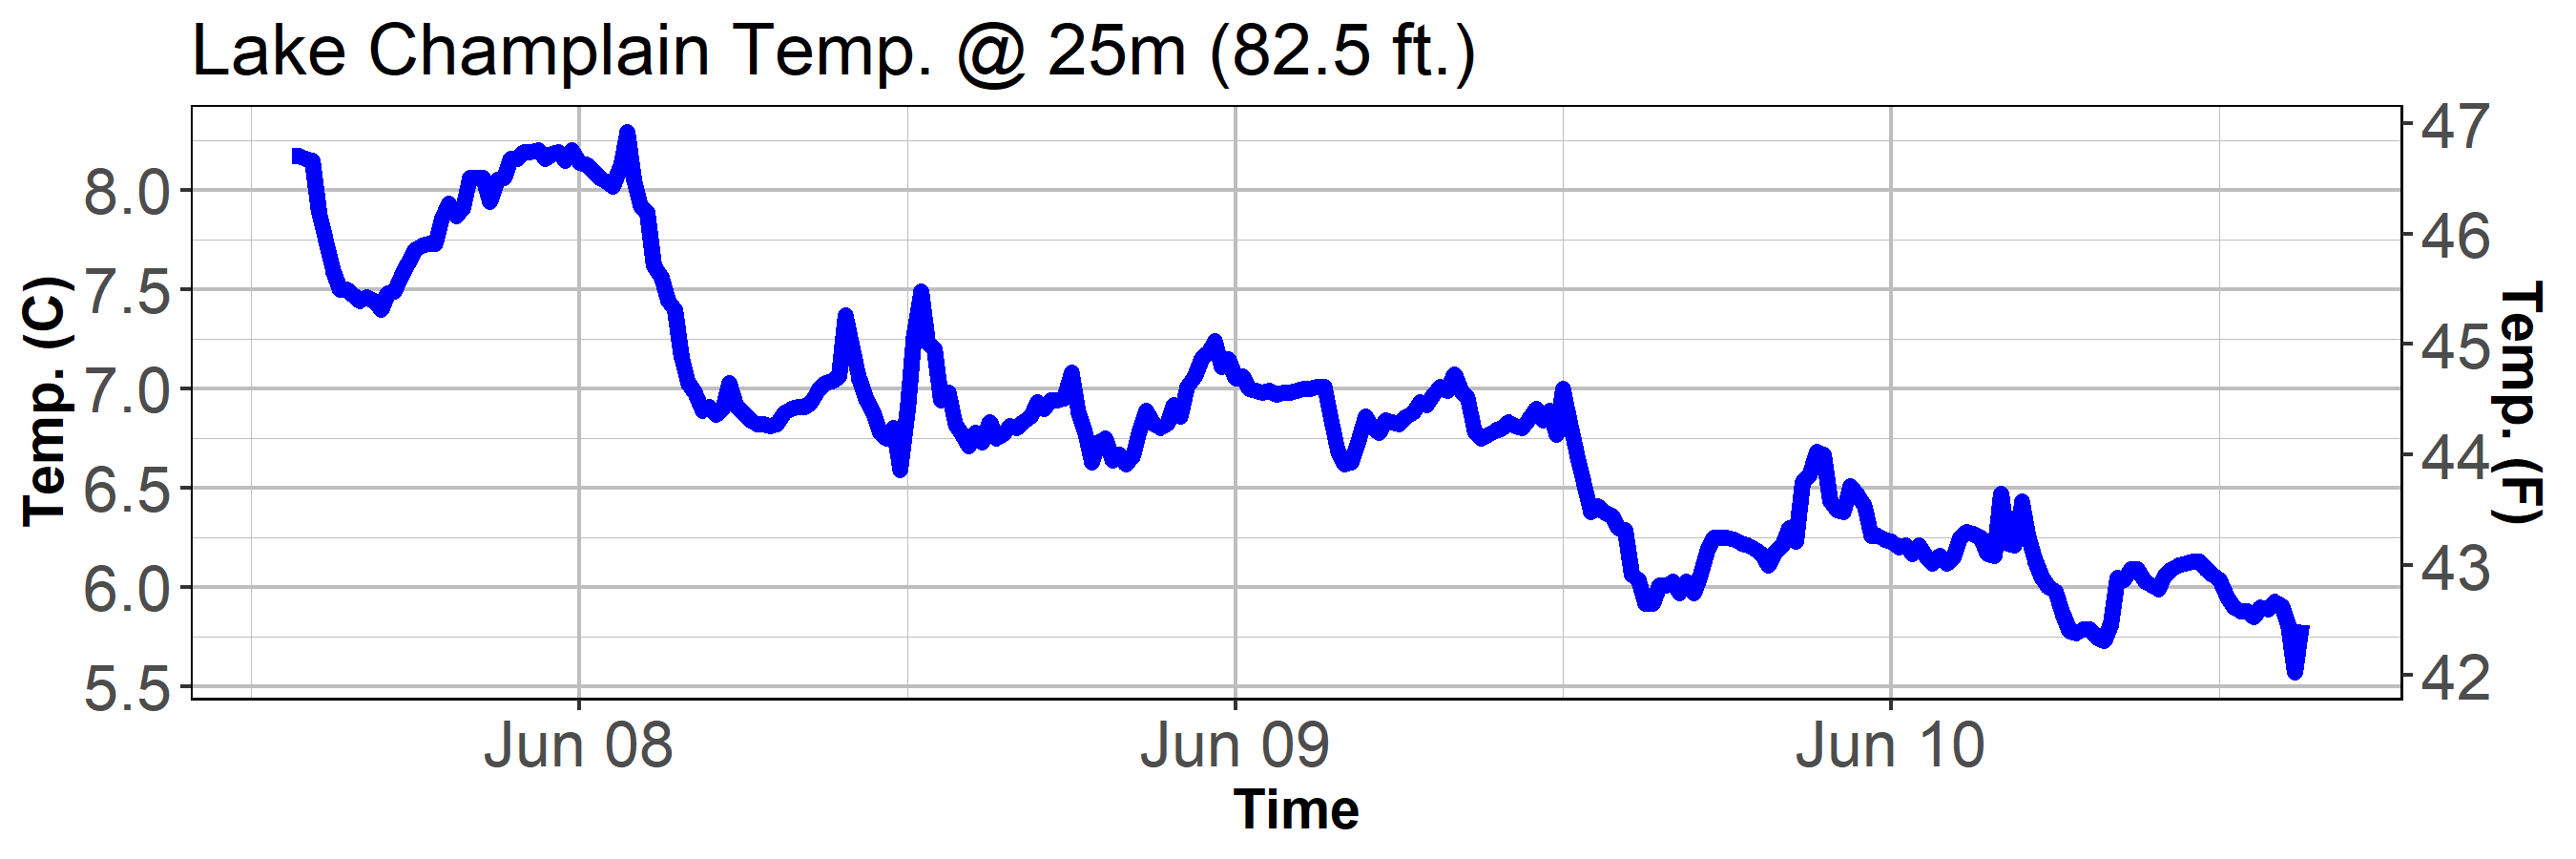 Lake Champlain Temp. @ 25m (82.5 ft.)
Temp. (C)
8.0
7.5
7.0
6.5
6.0
5.5
47
46
45
44
43
42
Temp. (F)
Jun 08
Jun 09
Jun 10
Time